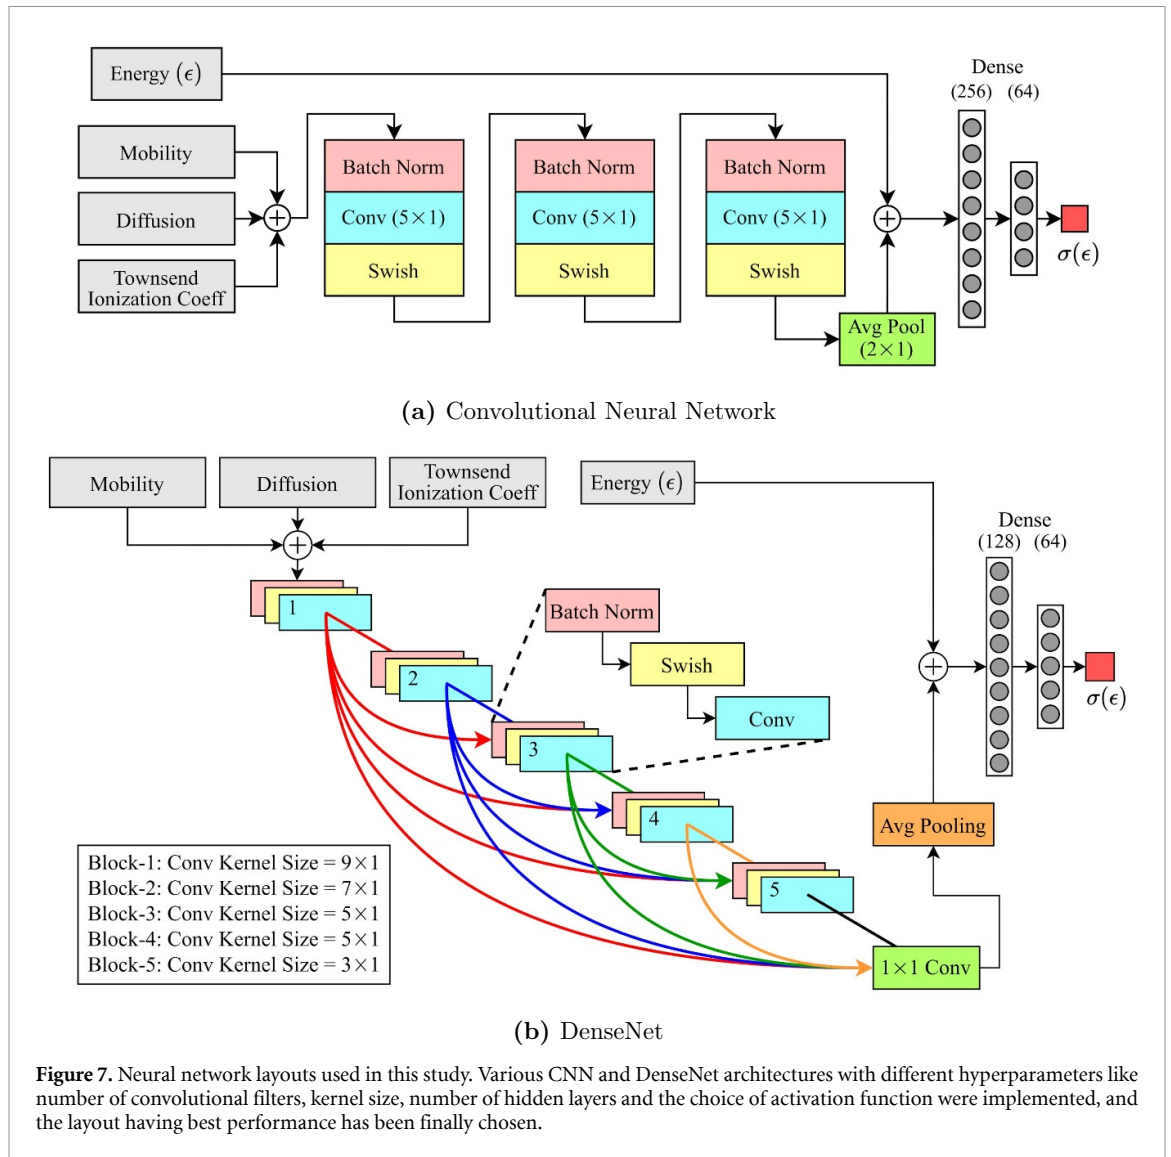 Energy (ϵ)
Mobility
Diffusion
Townsend
Ionization Coeff
+
Batch Norm
Conv (5×1)
Swish
Batch Norm
Conv (5×1)
Swish
Batch Norm
Conv (5×1)
Swish
Avg Pool
(2×1)
+
Dense
(256) (64)
σ(ϵ)
(a) Convolutional Neural Network
Mobility
Diffusion
Townsend
Ionization Coeff
Energy (ϵ)
+
1
2
3
4
5
Batch Norm
Swish
Conv
Block-1: Conv Kernel Size = 9×1
Block-2: Conv Kernel Size = 7×1
Block-3: Conv Kernel Size = 5×1
Block-4: Conv Kernel Size = 5×1
Block-5: Conv Kernel Size = 3×1
1×1 Conv
Avg Pooling
+
Dense
(128) (64)
σ(ϵ)
(b) DenseNet
Figure 7. Neural network layouts used in this study. Various CNN and DenseNet architectures with different hyperparameters like
number of convolutional filters, kernel size, number of hidden layers and the choice of activation function were implemented, and
the layout having best performance has been finally chosen.